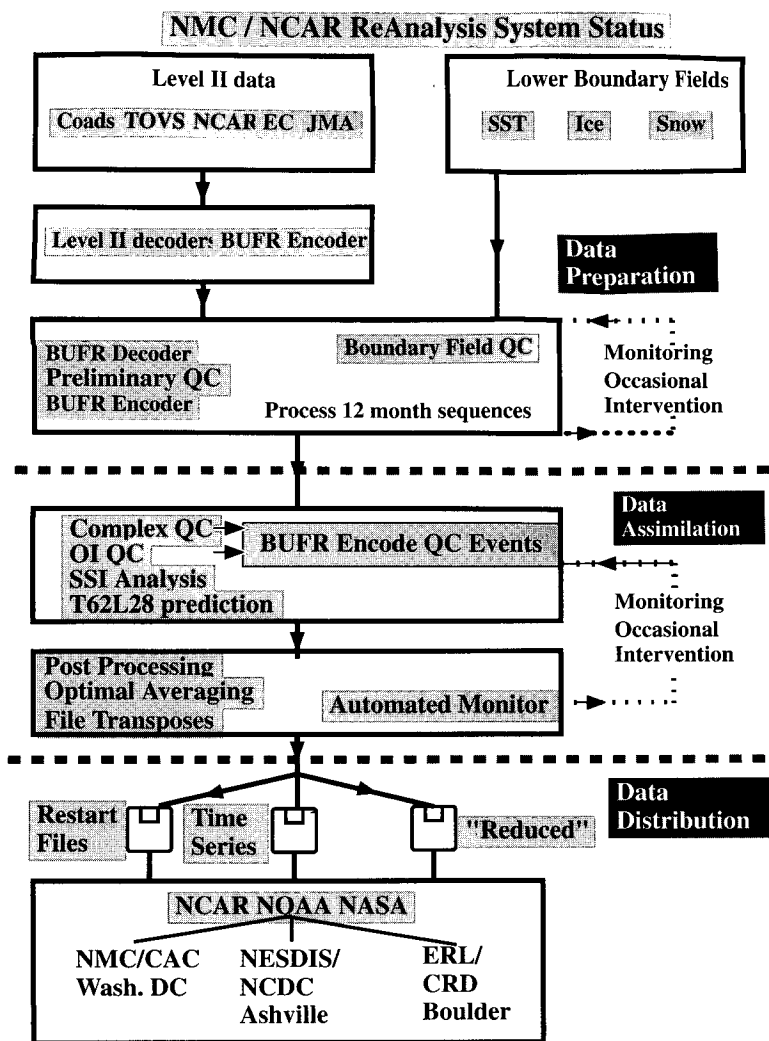 NMC / NCAR ReAnalysis System Status
Level II data
Coads TOVS NCAR EC JMA
Lower Boundary Fields
SST Ice Snow
Level II decoders BUFR Encoder
Data
Preparation
BUFR Decoder
Preliminary QC
BUFR Encoder
Boundary Field QC
Process 12 month sequences
Monitoring
Occasional
Intervention
Data
Assimilation
Complex QC
OI QC
SSI Analysis
T62L28 prediction
BUFR Encode QC Events
Monitoring
Occasional
Intervention
Post Processing
Optimal Averaging
File Transposes
Automated Monitor
Data
Distribution
Restart
Files
Time
Series
"Reduced"
NCAR NOAA NASA
NMC/CAC
Wash. DC
NESDIS/
NCDC
Ashville
ERL/
CRD
Boulder